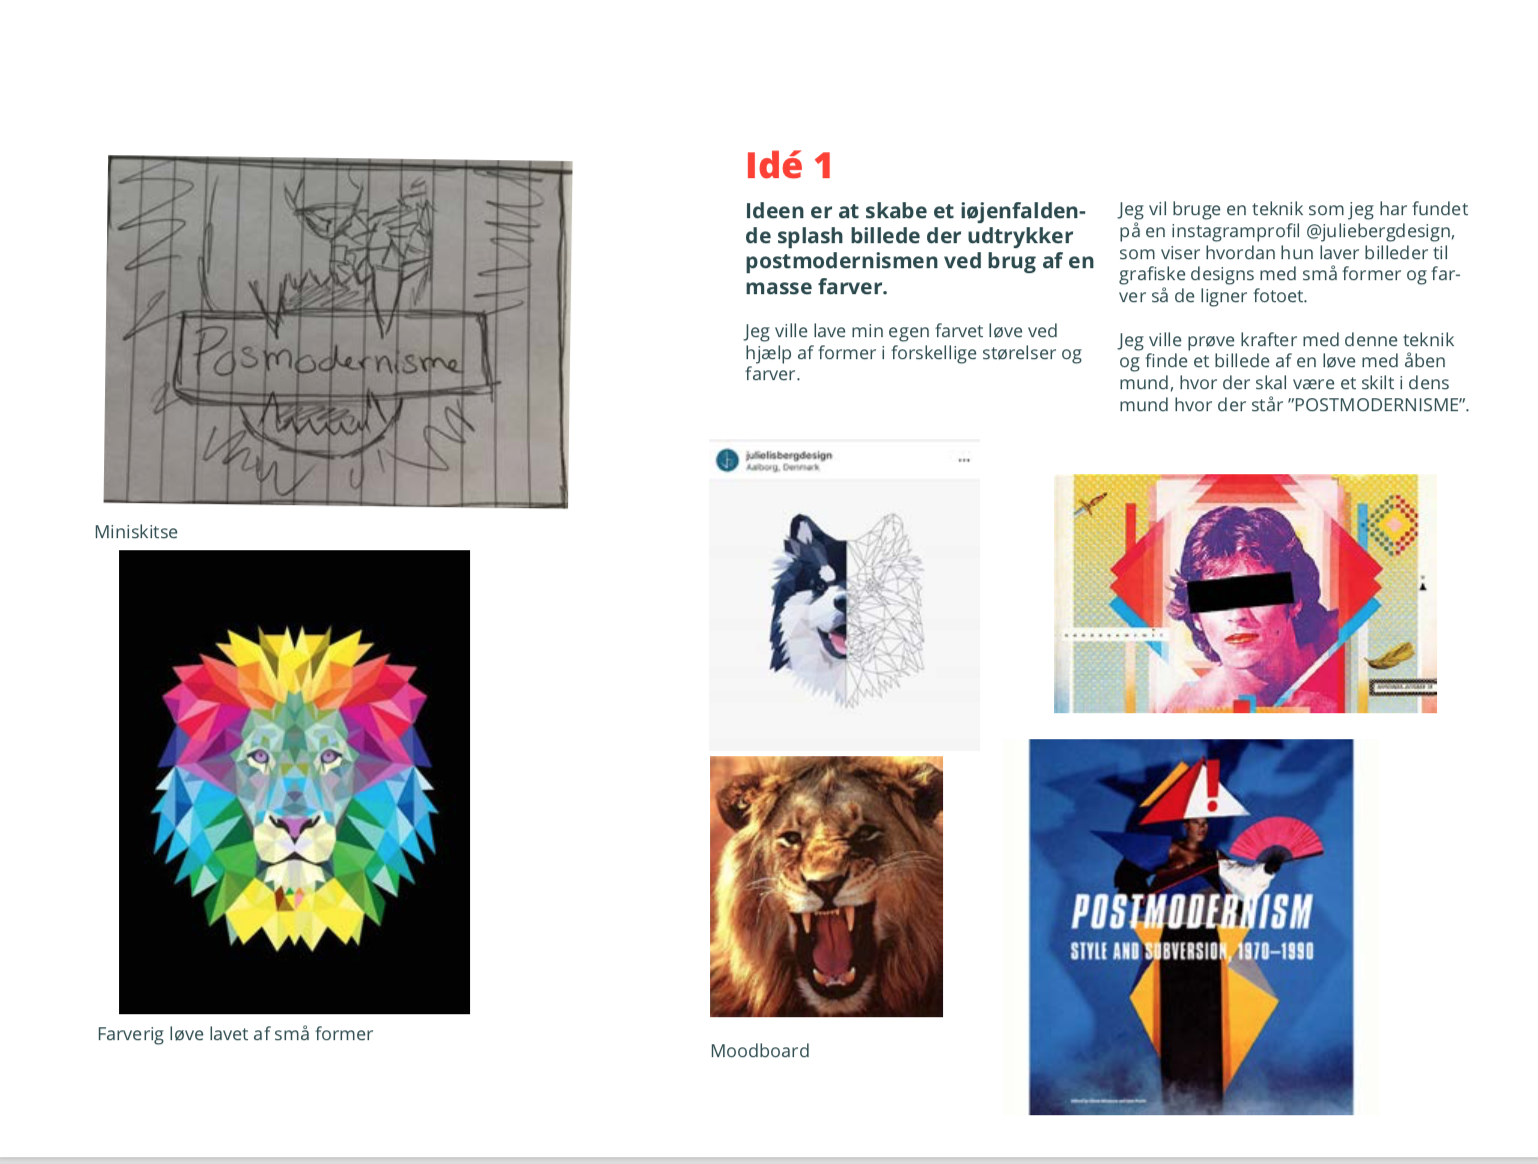 Posmodernisme
Miniskitse
Farverig løve lavet af små former
Idé 1
Ideen er at skabe et iøjenfalden-
de splash billede der udtrykker
postmodernismen ved brug af en
masse farver.
Jeg ville lave min egen farvet løve ved
hjælp af former i forskellige størelser og
farver.
Jeg vil bruge en teknik som jeg har fundet
på en instagramprofil @juliebergdesign,
som viser hvordan hun laver billeder til
grafiske designs med små former og far-
ver så de ligner fotoet.
Jeg ville prøve kræfter med denne teknik
og finde et billede af en løve med åben
mund, hvor der skal være et skilt i dens
mund hvor der står ”POSTMODERNISME”.
julielisbergdesign
Aalborg, Denmark
Moodboard
POSTMODERNISM
STYLE AND SUBVERSION, 1970–1990